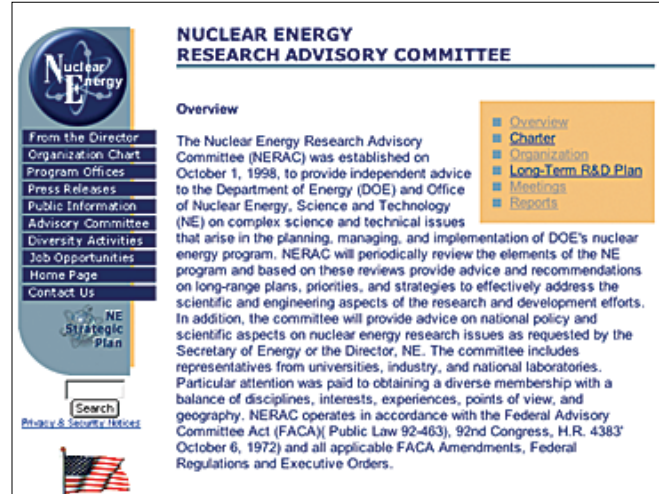 Nuclear
Energy
From the Director
Organization Chart
Program Offices
Press Releases
Public Information
Advisory Committee
Diversity Activities
Job Opportunities
Home Page
Contact Us
NE
Strategic
Plan
Search
Privacy & Security Notices
NUCLEAR ENERGY
RESEARCH ADVISORY COMMITTEE
Overview
Overview
Charter
Organization
Long-Term R&D Plan
Meetings
Reports
The Nuclear Energy Research Advisory
Committee (NERAC) was established on
October 1, 1998, to provide independent advice
to the Department of Energy (DOE) and Office
of Nuclear Energy, Science and Technology
(NE) on complex science and technical issues
that arise in the planning, managing, and implementation of DOE's nuclear
energy program. NERAC will periodically review the elements of the NE
program and based on these reviews provide advice and recommendations
on long-range plans, priorities, and strategies to effectively address the
scientific and engineering aspects of the research and development efforts.
In addition, the committee will provide advice on national policy and
scientific aspects on nuclear energy research issues as requested by the
Secretary of Energy or the Director, NE. The committee includes
representatives from universities, industry, and national laboratories.
Particular attention was paid to obtaining a diverse membership with a
balance of disciplines, interests, experiences, points of view, and
geography. NERAC operates in accordance with the Federal Advisory
Committee Act (FACA)( Public Law 92-463), 92nd Congress, H.R. 4383'
October 6, 1972) and all applicable FACA Amendments, Federal
Regulations and Executive Orders.